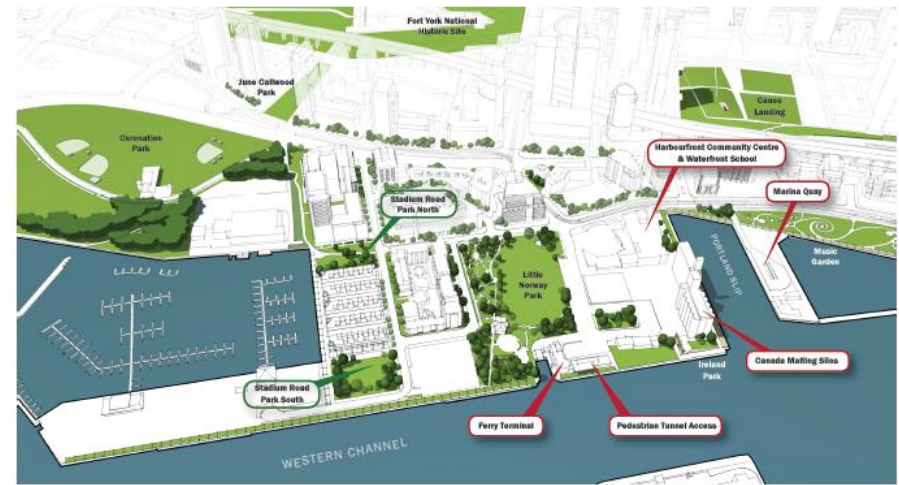 Fort York National
Historic Site
June Callwood
Park
Canoe
Landing
Coronation
Park
Harbourfront Community Centre
& Waterfront School
Marina Quay
Stadium Road
Park North
PORTLAND SLIP
Music
Garden
Little
Norway
Park
Canada Malting Silos
Ireland
Park
Stadium Road
Park South
Ferry Terminal
Pedestrian Tunnel Access
WESTERN CHANNEL